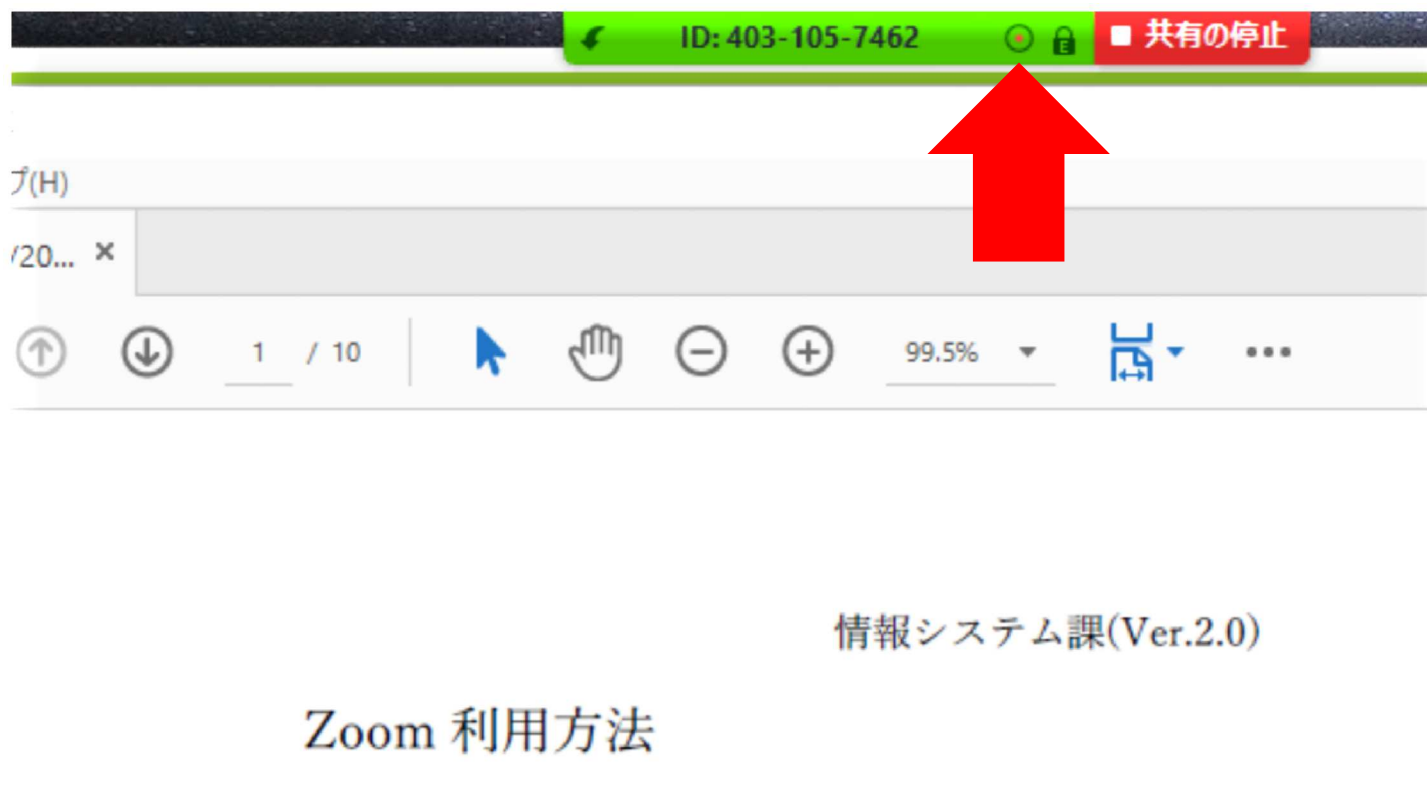 ID: 403-105-7462 共有の停止
プ(H)
/20...
1 / 10 99.5%
情報システム課(Ver.2.0)
Zoom 利用方法